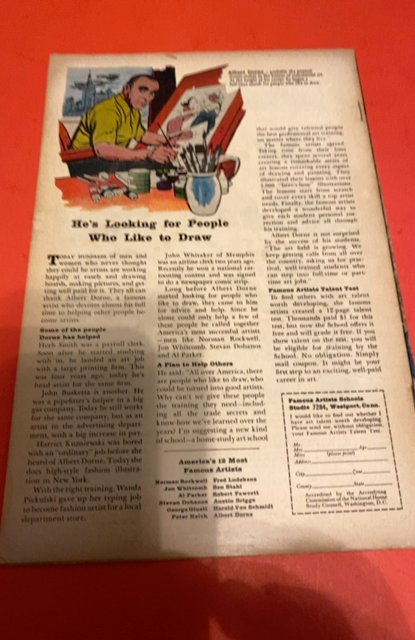 He's Looking for People
Who Like to Draw
TODAY HUNDREDS of men and
women who never thought
they could be artists are working
happily at easels and drawing
boards, making pictures, and get-
ting well paid for it. They all can
thank Albert Dorne, a famous
artist who devotes almost his full
time to helping other people be-
come artists.
Some of the people
Dorne has helped
Herb Smith was a payroll clerk.
Soon after he started studying
with us, he landed an art job
with a large printing firm. This
was four years ago, today he's
head artist for the same firm.
John Busketta is another. He
was a pipefitter's helper in a big
gas company. Today he still works
for the same company, but as an
artist in the advertising depart-
ment, with a big increase in pay.
Harriet Kuzniewski was bored
with an "ordinary" job before she
heard of Albert Dorne. Today she
does high-style fashion illustra-
tion in New York.
With the right training, Wanda
Pickulski gave up her typing job
to become fashion artist for a local
department store.
John Whitaker of Memphis
was an airline clerk two years ago.
Recently he won a national car-
tooning contest and was signed
to do a newspaper comic strip.
Long before Albert Dorne
started looking for people who
like to draw, they came to him
for advice and help. Since he
alone could only help a few of
these people he called together
America's most successful artists
—men like Norman Rockwell,
Jon Whitcomb, Stevan Dohanos
and Al Parker.
A Plan to Help Others
He said: "All over America, there
are people who like to draw, who
could be turned into good artists.
Why can't we give these people
the training they need—includ-
ing all the trade secrets and
know how we've learned over the
years? I'm suggesting a new kind
of school—a home-study art school
America's 12 Most
Famous Artists
Norman Rockwell Fred Ludekens
Jon Whitcomb Ben Stahl
Al Parker Robert Fawcett
Stevan Dohanos Austin Briggs
George Giusti Harold Von Schmidt
Peter Helck Albert Dorne
that would give talented people
the best professional art training,
no matter where they live."
The famous artists agreed.
Taking time from their busy
careers, they spent several years
creating a remarkable series of
art lessons covering every aspect
of drawing and painting. They
illustrated their lessons with over
5,000 "here's-how" illustrations.
The lessons start from scratch
and cover every skill a top artist
needs. Finally, the famous artists
developed a wonderful way to
give each student personal cor-
rection and advice all through
his training.
Albert Dorne is not surprised
by the success of his students.
"The art field is growing. We
keep getting calls from all over
the country, asking us for prac-
tical, well-trained students who
can step into full-time or part-
time art jobs."
Famous Artists Talent Test
To find others with art talent
worth developing, the famous
artists created a 12-page talent
test. Thousands paid $1 for this
test, but now the School offers it
free and will grade it free. If you
show talent on the test, you will
be eligible for training by the
School. No obligation. Simply
mail coupon. It might be your
first step to an exciting, well-paid
career in art.
Famous Artists Schools
Studio 7284, Westport, Conn.
I would like to find out whether I
have art talent worth developing.
Please send me, without obligation,
your Famous Artists Talent Test.
Mr.
Mrs. Age
Miss (please print)
Address
City Zone
County State
Accredited by the Accrediting
Commission of the National Home
Study Council, Washington, D.C.